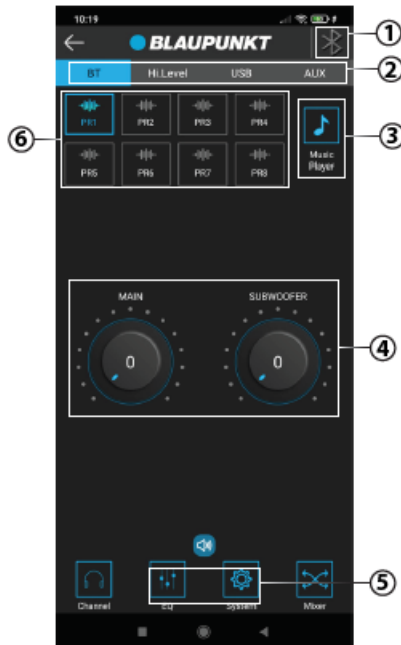 10:19
①
BLAUPUNKT
②
BT Hi.Level USB AUX
⑥
PR1 PR2 PR3 PR4
③
Music
Player
PR5 PR6 PR7 PR8
MAIN SUBWOOFER
④
0 0
⑤
Channel EQ System Mixer